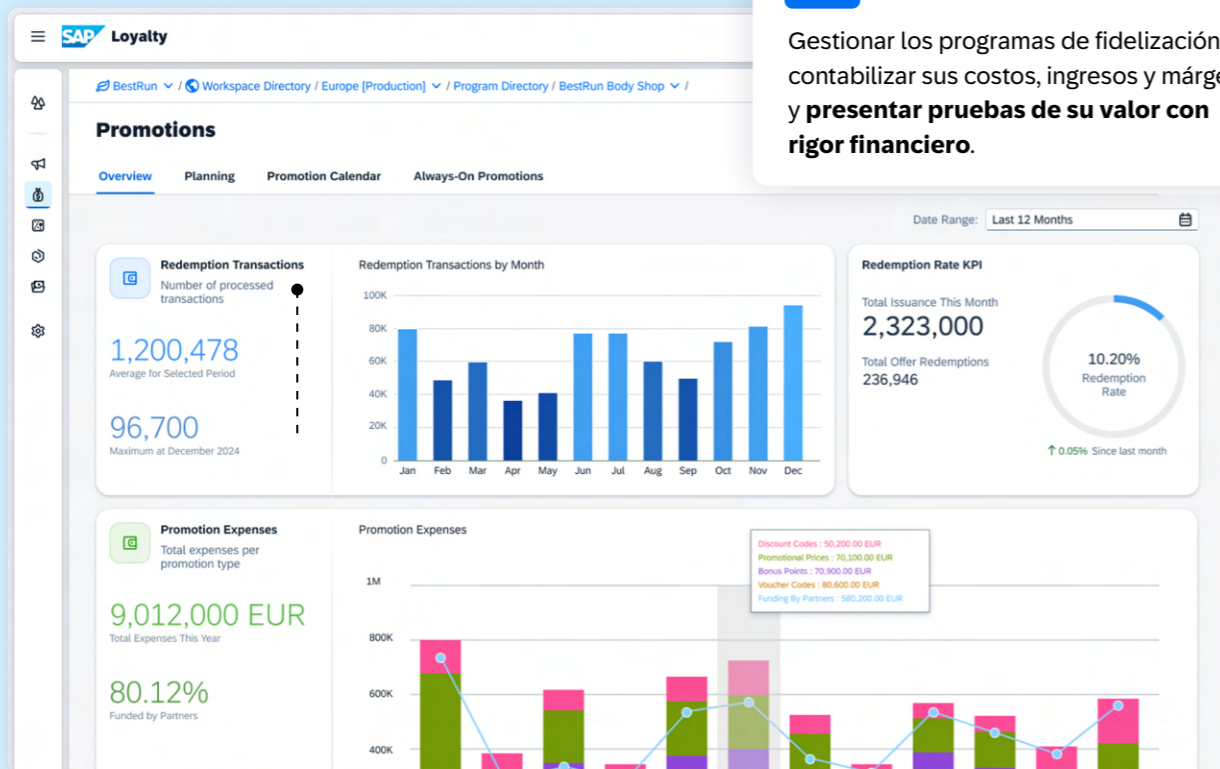 SAP Loyalty
Gestionar los programas de fidelización
contabilizar sus costos, ingresos y márge
y presentar pruebas de su valor con
rigor financiero.
BestRun / Workspace Directory / Europe [Production] / Program Directory / BestRun Body Shop /
Promotions
Overview Planning Promotion Calendar Always-On Promotions
Date Range: Last 12 Months
Redemption Transactions
Number of processed
transactions
1,200,478
Average for Selected Period
96,700
Maximum at December 2024
Redemption Transactions by Month
100K
80K
60K
40K
20K
0
Jan Feb Mar Apr May Jun Jul Aug Sep Oct Nov Dec
Redemption Rate KPI
Total Issuance This Month
2,323,000
Total Offer Redemptions
236,946
10.20%
Redemption
Rate
↑ 0.05% Since last month
Promotion Expenses
Total expenses per
promotion type
9,012,000 EUR
Total Expenses This Year
80.12%
Funded by Partners
Promotion Expenses
Discount Codes : 50,200.00 EUR
Promotional Prices : 70,100.00 EUR
Bonus Points : 70,900.00 EUR
Voucher Codes : 80,600.00 EUR
Funding By Partners : 580,200.00 EUR
1M
800K
600K
400K